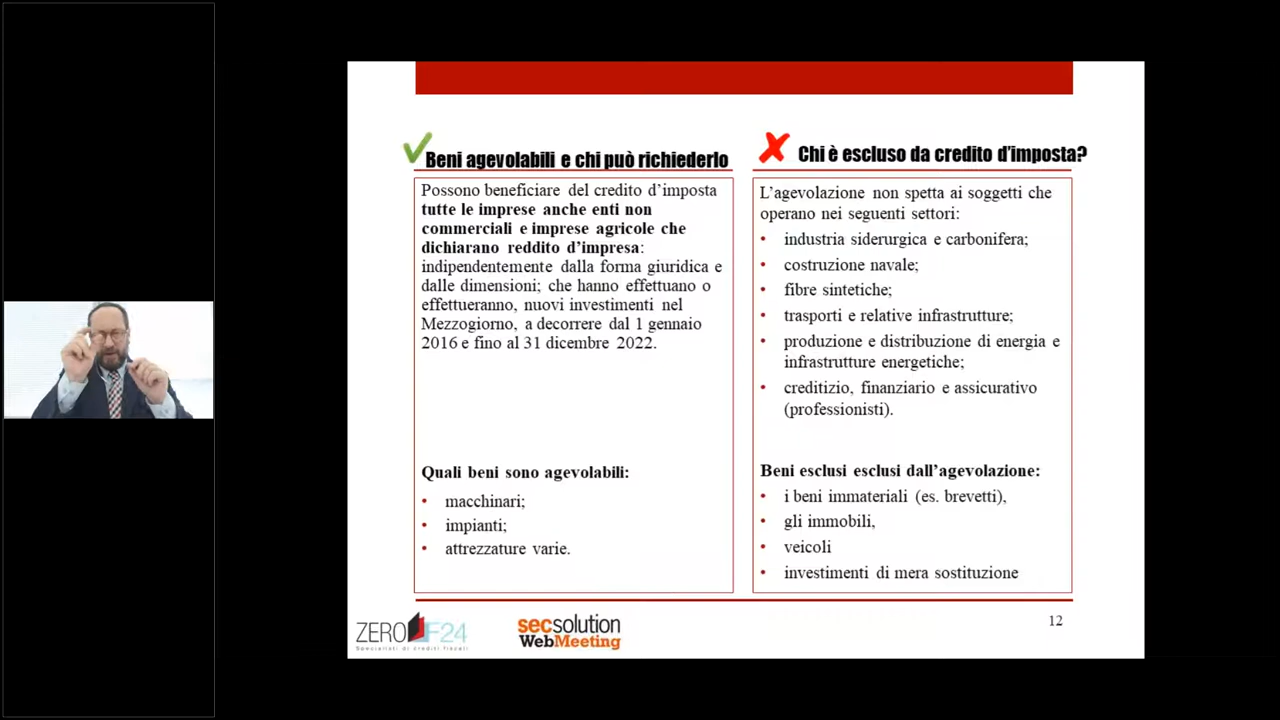 Beni agevolabili e chi può richiederlo
Possono beneficiare del credito d’imposta
tutte le imprese anche enti non
commerciali e imprese agricole che
dichiarano reddito d’impresa:
indipendentemente dalla forma giuridica e
dalle dimensioni; che hanno effettuano o
effettueranno, nuovi investimenti nel
Mezzogiorno, a decorrere dal 1 gennaio
2016 e fino al 31 dicembre 2022.
Quali beni sono agevolabili:
• macchinari;
• impianti;
• attrezzature varie.
Chi è escluso da credito d’imposta?
L’agevolazione non spetta ai soggetti che
operano nei seguenti settori:
• industria siderurgica e carbonifera;
• costruzione navale;
• fibre sintetiche;
• trasporti e relative infrastrutture;
• produzione e distribuzione di energia e
infrastrutture energetiche;
• creditizio, finanziario e assicurativo
(professionisti).
Beni esclusi esclusi dall’agevolazione:
• i beni immateriali (es. brevetti),
• gli immobili,
• veicoli
• investimenti di mera sostituzione
ZERO F24
Specialisti di crediti fiscali
secsolution
WebMeeting
12